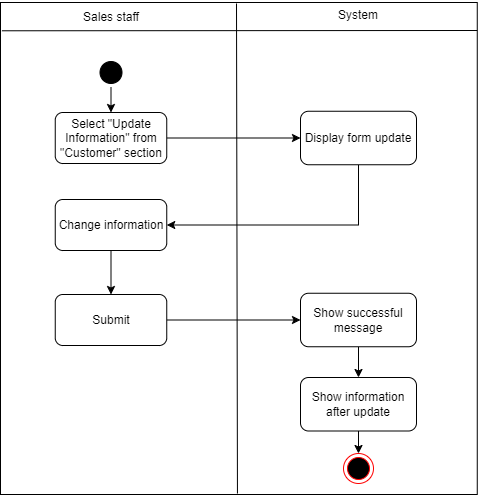 Sales staff
System
Select "Update
Information" from
"Customer" section
Display form update
Change information
Submit
Show successful
message
Show information
after update